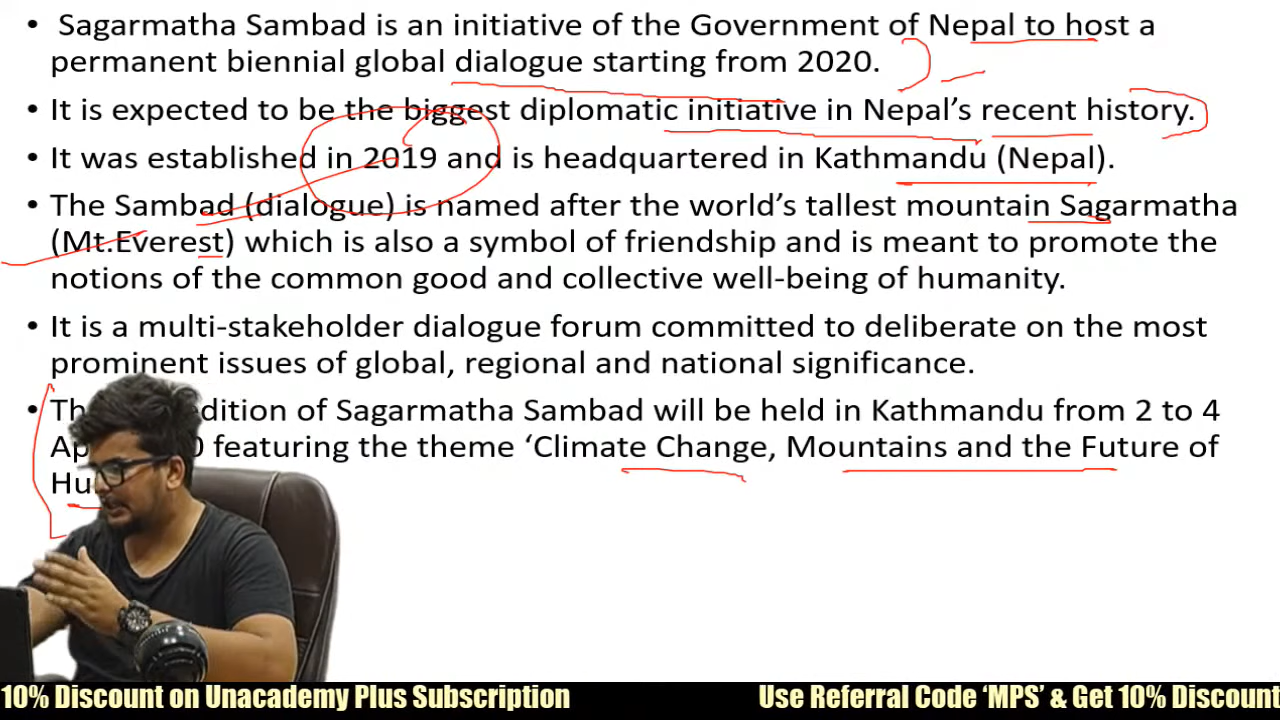 • Sagarmatha Sambad is an initiative of the Government of Nepal to host a
permanent biennial global dialogue starting from 2020.
• It is expected to be the biggest diplomatic initiative in Nepal's recent history.
• It was established in 2019 and is headquartered in Kathmandu (Nepal).
• The Sambad (dialogue) is named after the world's tallest mountain Sagarmatha
(Mt.Everest) which is also a symbol of friendship and is meant to promote the
notions of the common good and collective well-being of humanity.
• It is a multi-stakeholder dialogue forum committed to deliberate on the most
prominent issues of global, regional and national significance.
• edition of Sagarmatha Sambad will be held in Kathmandu from 2 to 4
featuring the theme ‘Climate Change, Mountains and the Future of
10% Discount on Unacademy Plus Subscription
Use Referral Code ‘MPS’ & Get 10% Discount